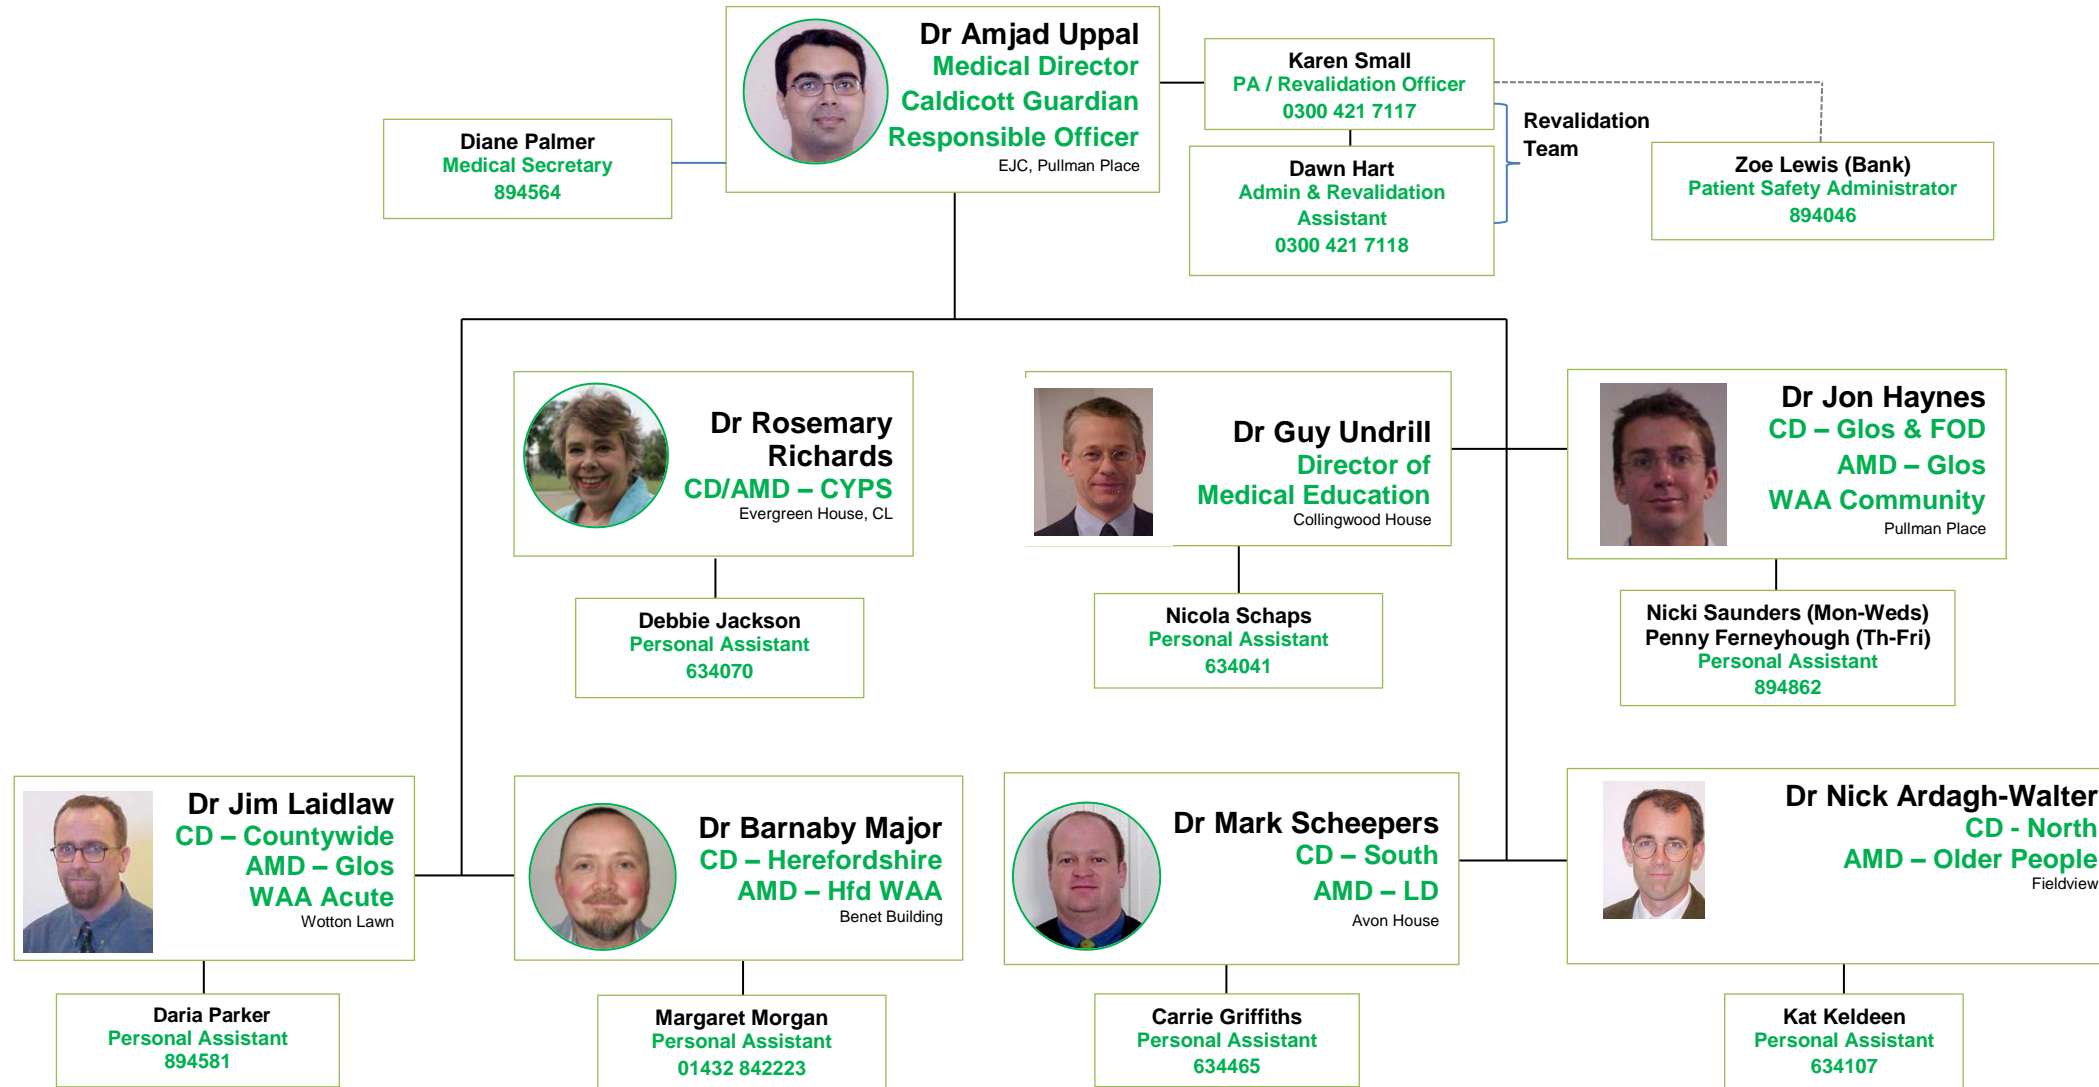 Dr Amjad Uppal
Medical Director
Caldicott Guardian
Responsible Officer
EJC, Pullman Place
Karen Small
PA / Revalidation Officer
0300 421 7117
Revalidation
Team
Diane Palmer
Medical Secretary
894564
Dawn Hart
Admin & Revalidation
Assistant
0300 421 7118
Zoe Lewis (Bank)
Patient Safety Administrator
894046
Dr Rosemary
Richards
CD/AMD – CYPS
Evergreen House, CL
Dr Guy Undrill
Director of
Medical Education
Collingwood House
Dr Jon Haynes
CD – Glos & FOD
AMD – Glos
WAA Community
Pullman Place
Debbie Jackson
Personal Assistant
634070
Nicola Schaps
Personal Assistant
634041
Nicki Saunders (Mon-Weds)
Penny Ferneyhough (Th-Fri)
Personal Assistant
894862
Dr Jim Laidlaw
CD – Countywide
AMD – Glos
WAA Acute
Wotton Lawn
Dr Barnaby Major
CD – Herefordshire
AMD – Hfd WAA
Benet Building
Dr Mark Scheepers
CD – South
AMD – LD
Avon House
Dr Nick Ardagh-Walter
CD - North
AMD – Older People
Fieldview
Daria Parker
Personal Assistant
894581
Margaret Morgan
Personal Assistant
01432 842223
Carrie Griffiths
Personal Assistant
634465
Kat Keldeen
Personal Assistant
634107